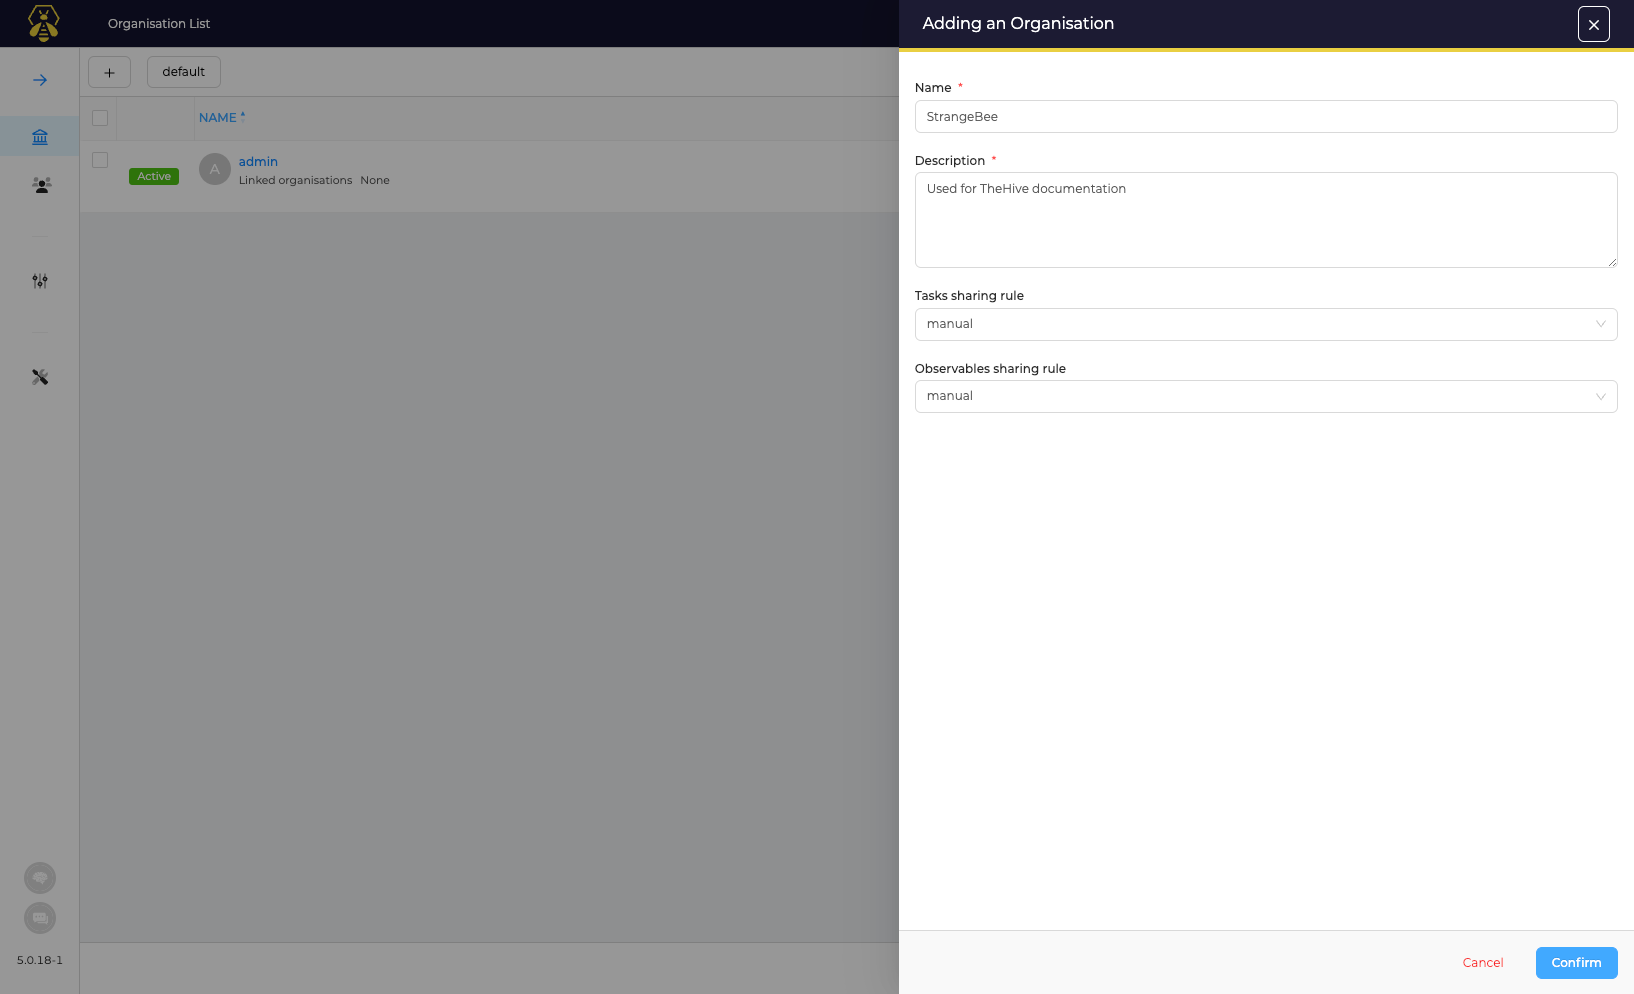 Organisation List
default
NAME
Active
A
admin
Linked organisations None
5.0.18-1
Adding an Organisation
Name *
StrangeBee
Description *
Used for TheHive documentation
Tasks sharing rule
manual
Observables sharing rule
manual
Cancel
Confirm